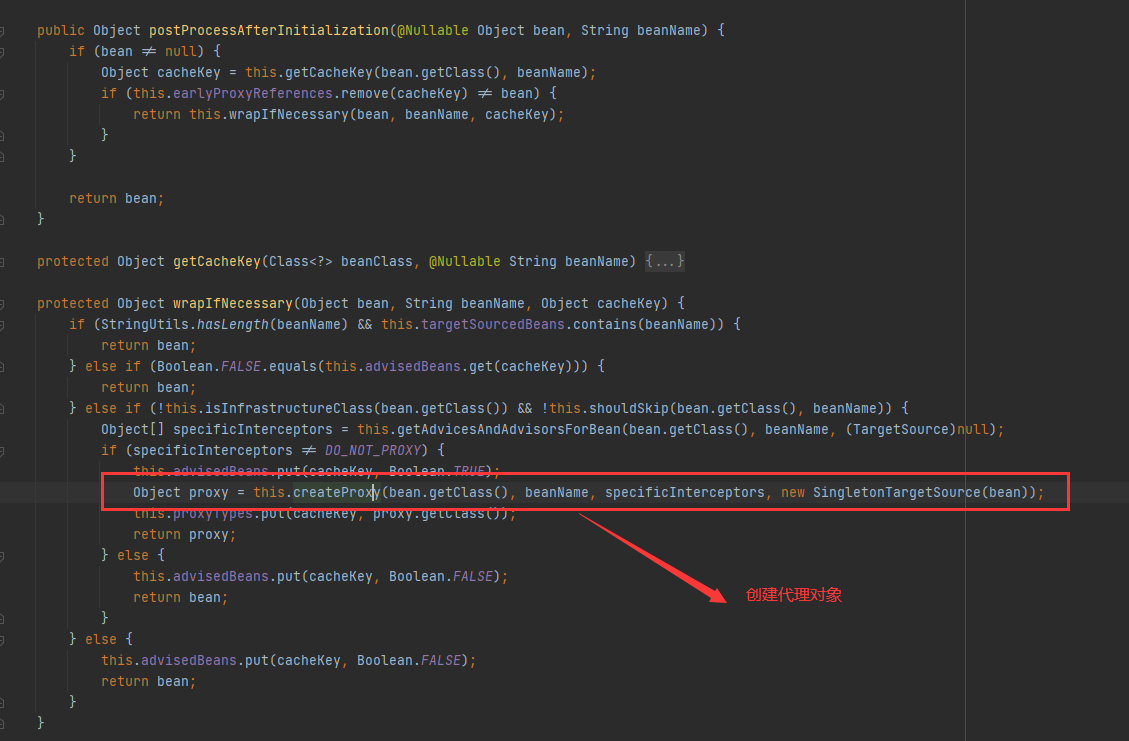 public Object postProcessAfterInitialization(@Nullable Object bean, String beanName) {
if (bean != null) {
Object cacheKey = this.getCacheKey(bean.getClass(), beanName);
if (this.earlyProxyReferences.remove(cacheKey) != bean) {
return this.wrapIfNecessary(bean, beanName, cacheKey);
}
}
return bean;
}
protected Object getCacheKey(Class<?> beanClass, @Nullable String beanName) {...}
protected Object wrapIfNecessary(Object bean, String beanName, Object cacheKey) {
if (StringUtils.hasLength(beanName) && this.targetSourcedBeans.contains(beanName)) {
return bean;
} else if (Boolean.FALSE.equals(this.advisedBeans.get(cacheKey))) {
return bean;
} else if (!this.isInfrastructureClass(bean.getClass()) && !this.shouldSkip(bean.getClass(), beanName)) {
Object[] specificInterceptors = this.getAdvicesAndAdvisorsForBean(bean.getClass(), beanName, (TargetSource)null);
if (specificInterceptors != DO_NOT_PROXY) {
this.advisedBeans.put(cacheKey, Boolean.TRUE);
Object proxy = this.createProxy(bean.getClass(), beanName, specificInterceptors, new SingletonTargetSource(bean));
this.proxyTypes.put(cacheKey, proxy.getClass());
return proxy;
} else {
this.advisedBeans.put(cacheKey, Boolean.FALSE);
return bean;
}
创建代理对象
} else {
this.advisedBeans.put(cacheKey, Boolean.FALSE);
return bean;
}
}